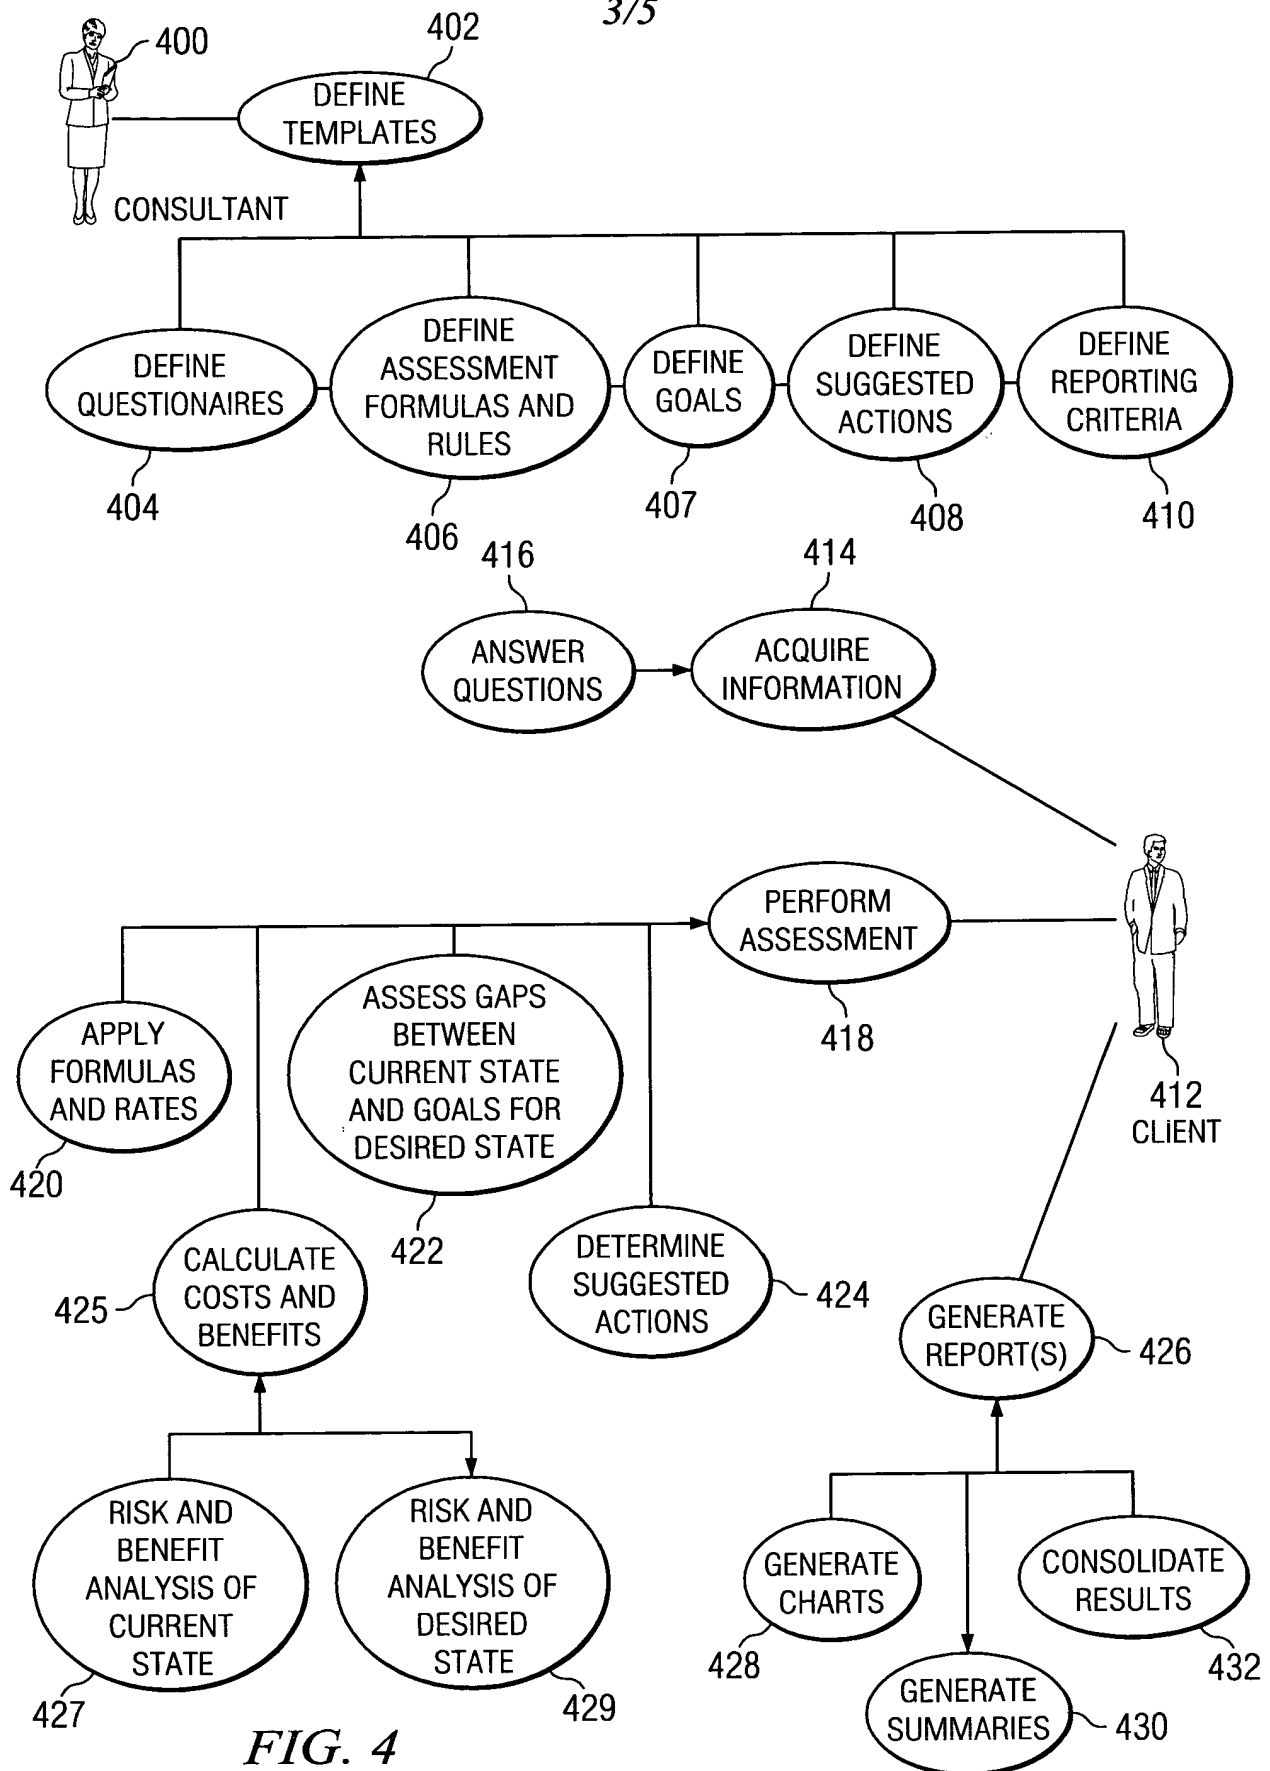 3/5
400
402
DEFINE
TEMPLATES
CONSULTANT
DEFINE
QUESTIONAIRES
DEFINE
ASSESSMENT
FORMULAS AND
RULES
DEFINE
GOALS
DEFINE
SUGGESTED
ACTIONS
DEFINE
REPORTING
CRITERIA
404
406
407
408
410
416
414
ANSWER
QUESTIONS
ACQUIRE
INFORMATION
PERFORM
ASSESSMENT
418
412
CLIENT
APPLY
FORMULAS
AND RATES
420
ASSESS GAPS
BETWEEN
CURRENT STATE
AND GOALS FOR
DESIRED STATE
422
CALCULATE
COSTS AND
BENEFITS
425
DETERMINE
SUGGESTED
ACTIONS
424
GENERATE
REPORT(S)
426
RISK AND
BENEFIT
ANALYSIS OF
CURRENT
STATE
427
RISK AND
BENEFIT
ANALYSIS OF
DESIRED
STATE
429
GENERATE
CHARTS
428
CONSOLIDATE
RESULTS
432
GENERATE
SUMMARIES
430
FIG. 4